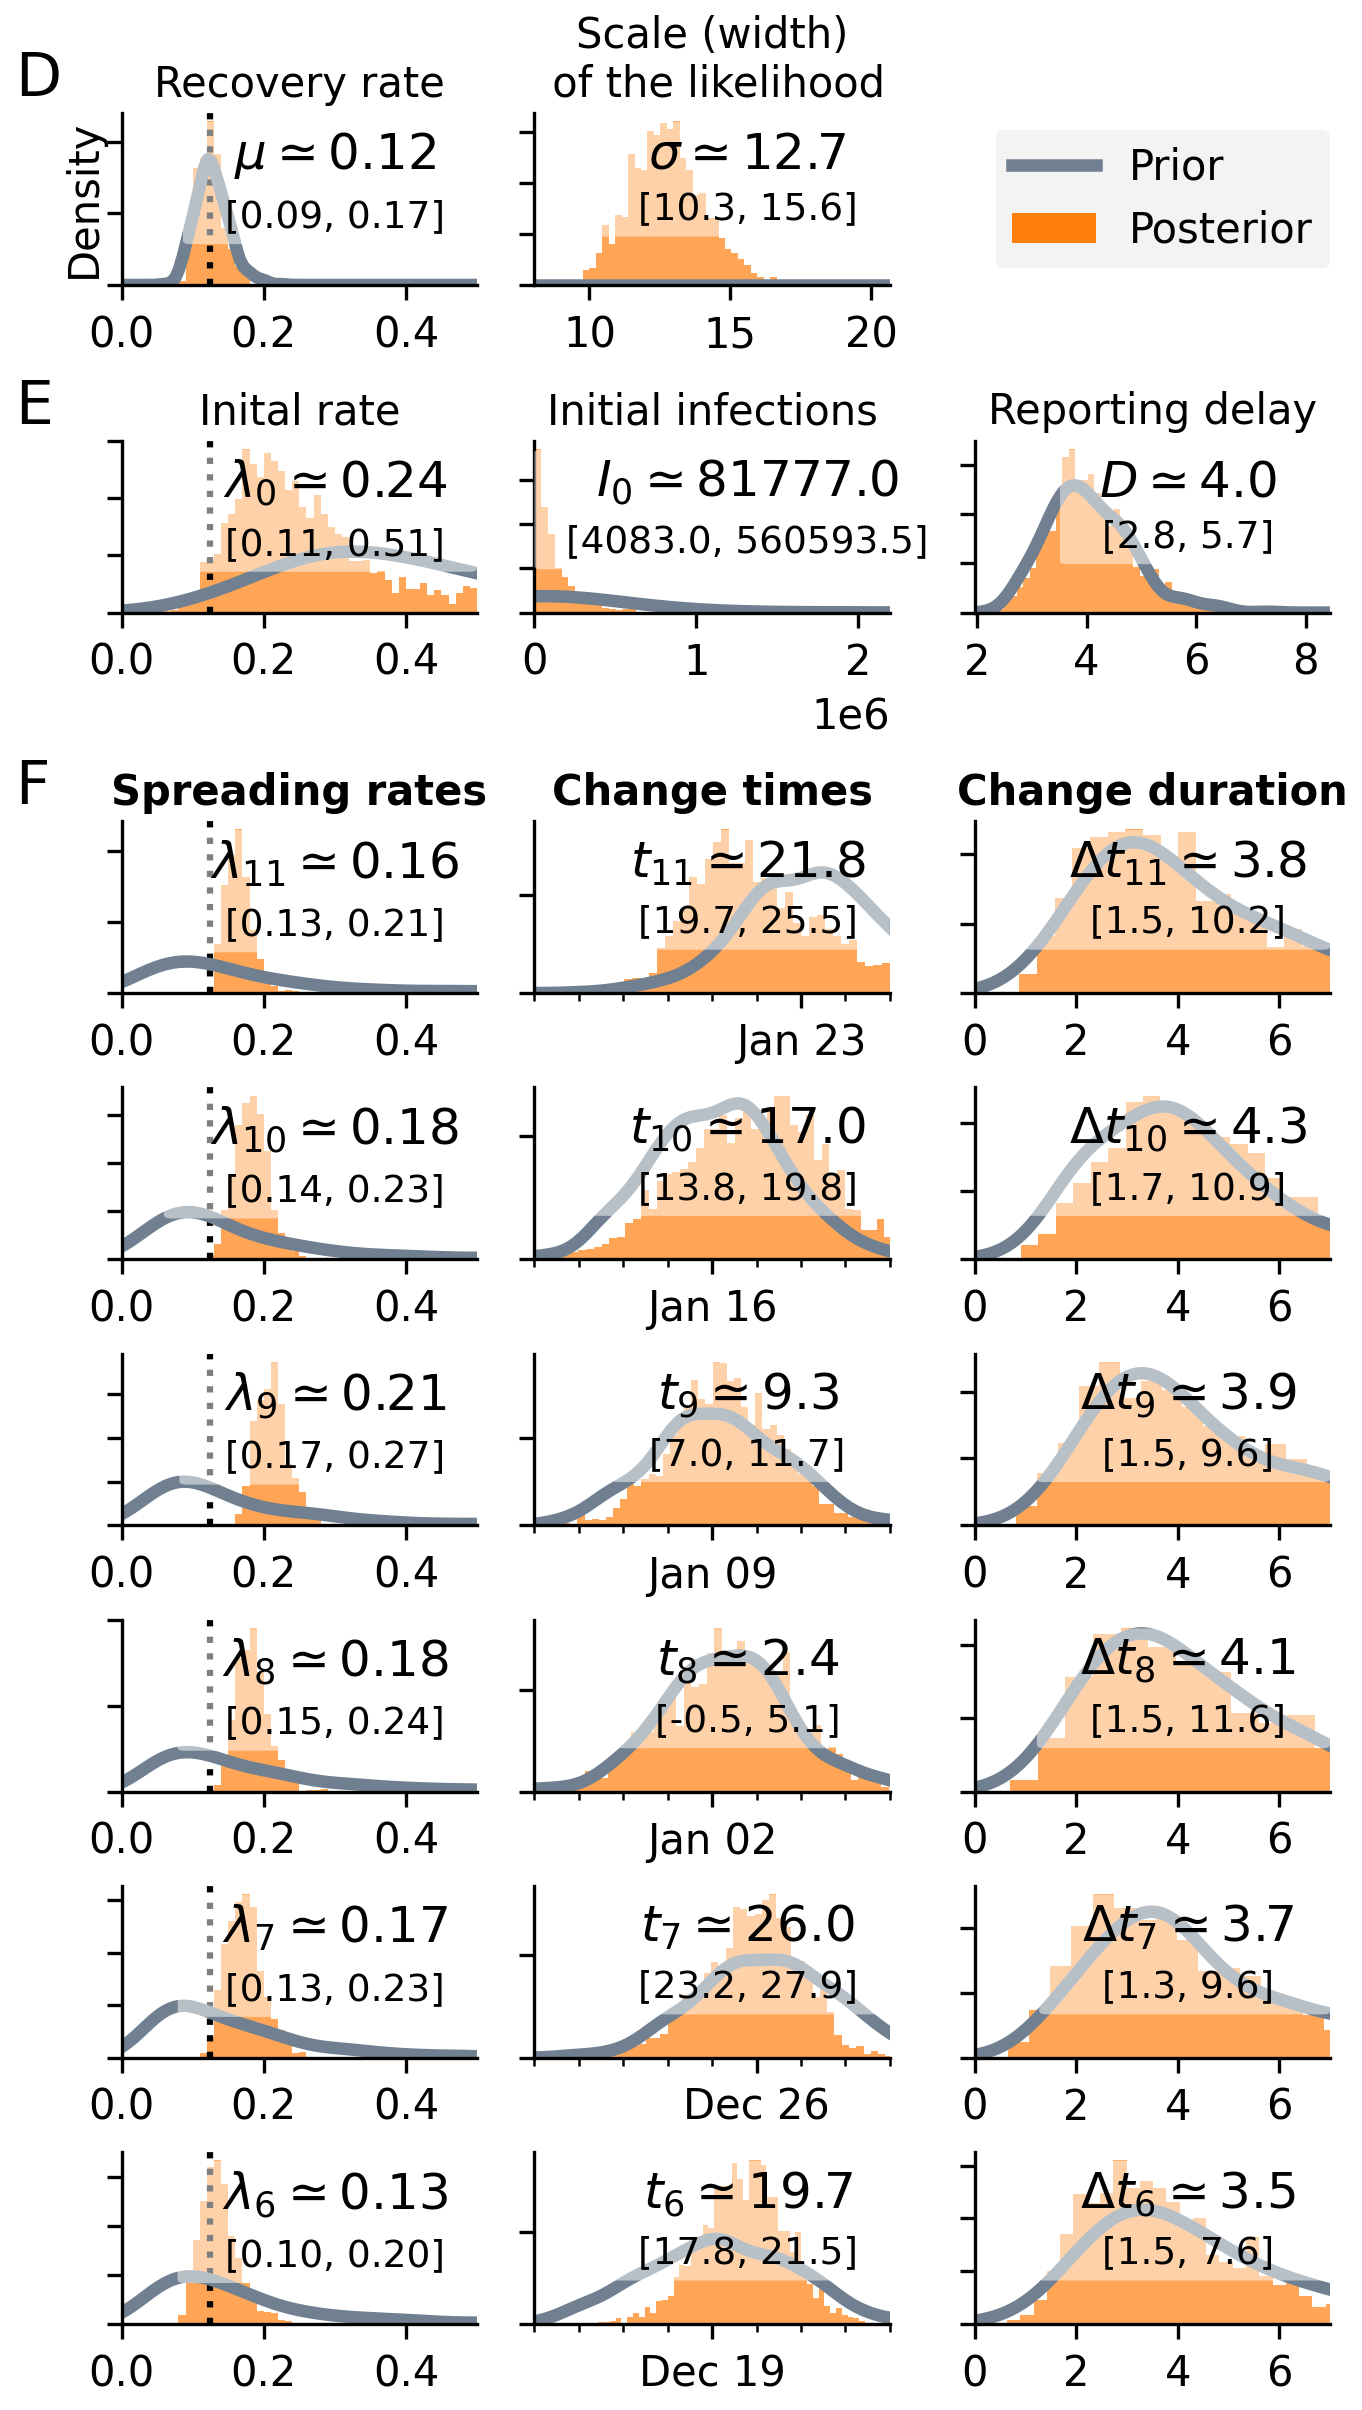 D
Recovery rate
Scale (width)
of the likelihood
Density
μ ≃ 0.12
[0.09, 0.17]
0.0 0.2 0.4
σ ≃ 12.7
[10.3, 15.6]
10 15 20
Prior
Posterior
E
Inital rate
λ0 ≃ 0.24
[0.11, 0.51]
0.0 0.2 0.4
Initial infections
I0 ≃ 81777.0
[4083.0, 560593.5]
0 1 2
1e6
Reporting delay
D ≃ 4.0
[2.8, 5.7]
2 4 6 8
F
Spreading rates
Change times
Change duration
λ11 ≃ 0.16
[0.13, 0.21]
0.0 0.2 0.4
t11 ≃ 21.8
[19.7, 25.5]
Jan 23
Δt11 ≃ 3.8
[1.5, 10.2]
0 2 4 6
λ10 ≃ 0.18
[0.14, 0.23]
0.0 0.2 0.4
t10 ≃ 17.0
[13.8, 19.8]
Jan 16
Δt10 ≃ 4.3
[1.7, 10.9]
0 2 4 6
λ9 ≃ 0.21
[0.17, 0.27]
0.0 0.2 0.4
t9 ≃ 9.3
[7.0, 11.7]
Jan 09
Δt9 ≃ 3.9
[1.5, 9.6]
0 2 4 6
λ8 ≃ 0.18
[0.15, 0.24]
0.0 0.2 0.4
t8 ≃ 2.4
[-0.5, 5.1]
Jan 02
Δt8 ≃ 4.1
[1.5, 11.6]
0 2 4 6
λ7 ≃ 0.17
[0.13, 0.23]
0.0 0.2 0.4
t7 ≃ 26.0
[23.2, 27.9]
Dec 26
Δt7 ≃ 3.7
[1.3, 9.6]
0 2 4 6
λ6 ≃ 0.13
[0.10, 0.20]
0.0 0.2 0.4
t6 ≃ 19.7
[17.8, 21.5]
Dec 19
Δt6 ≃ 3.5
[1.5, 7.6]
0 2 4 6